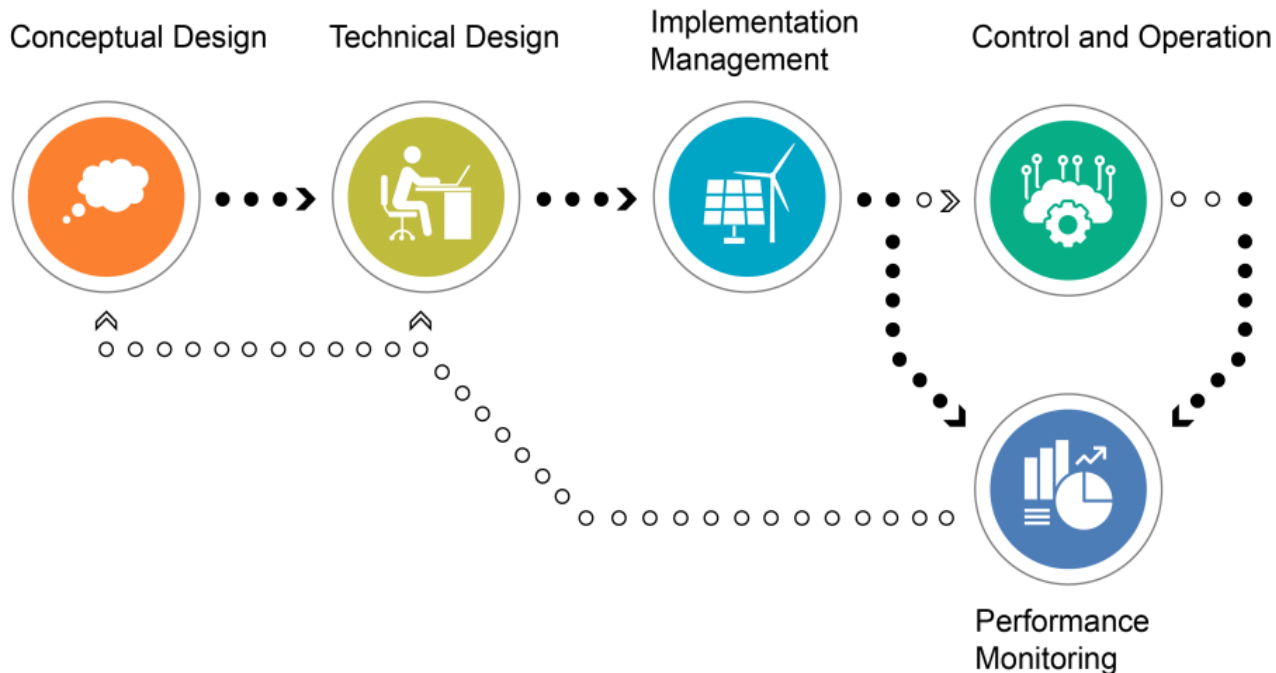 Conceptual Design
Technical Design
Implementation
Management
Control and Operation
Performance
Monitoring